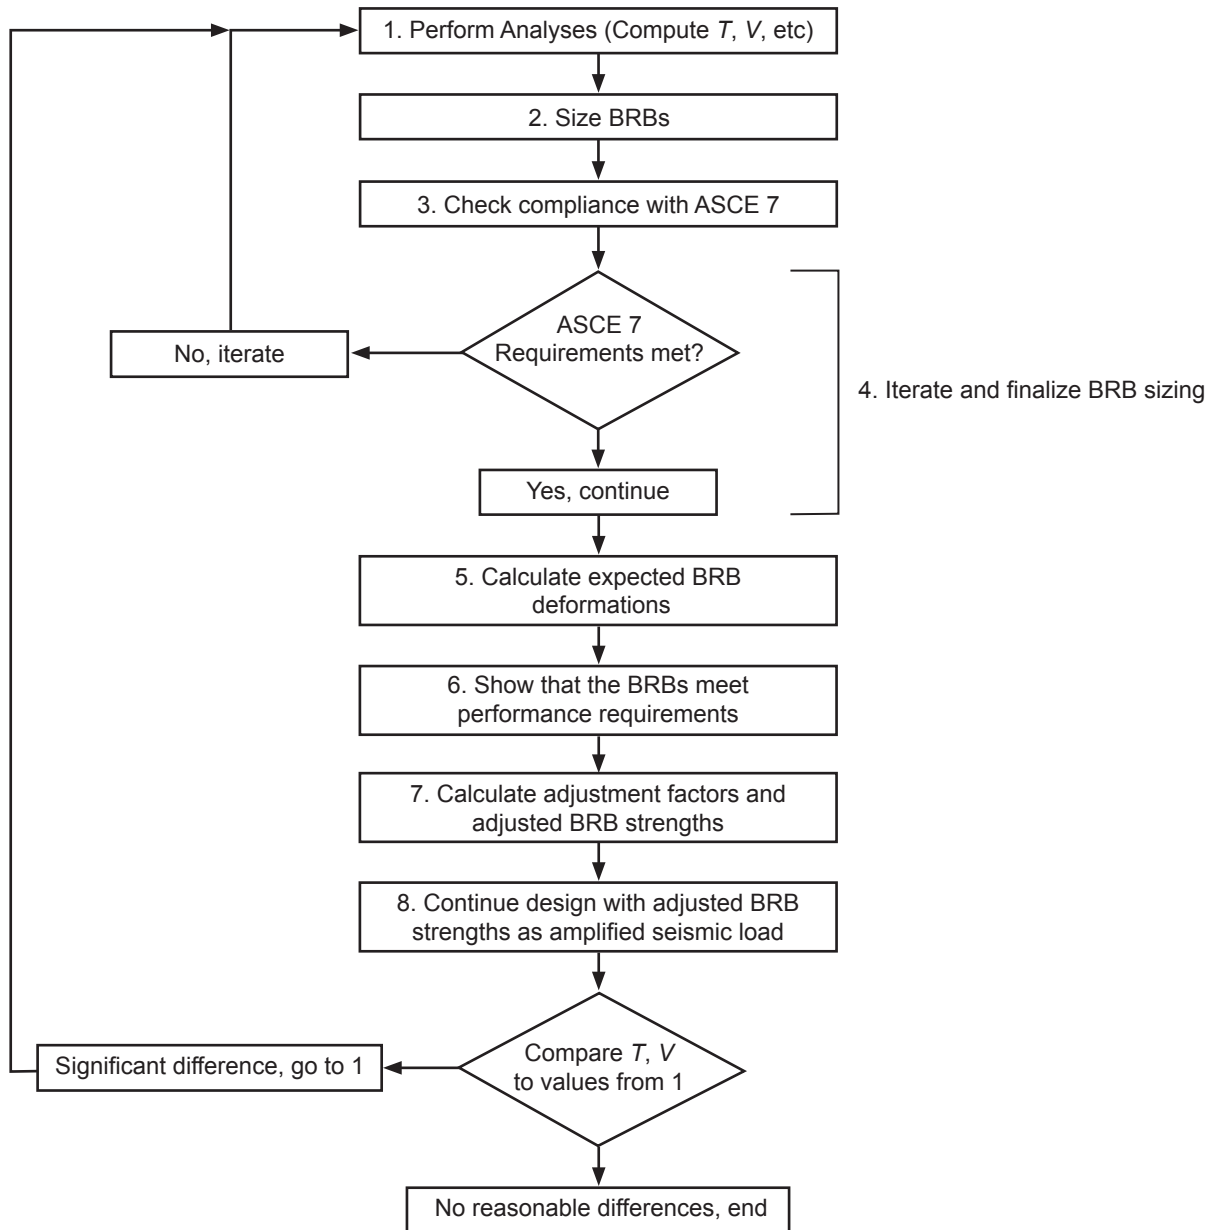 1. Perform Analyses (Compute T, V, etc)
2. Size BRBs
3. Check compliance with ASCE 7
ASCE 7
Requirements met?
No, iterate
4. Iterate and finalize BRB sizing
Yes, continue
5. Calculate expected BRB
deformations
6. Show that the BRBs meet
performance requirements
7. Calculate adjustment factors and
adjusted BRB strengths
8. Continue design with adjusted BRB
strengths as amplified seismic load
Compare T, V
to values from 1
Significant difference, go to 1
No reasonable differences, end